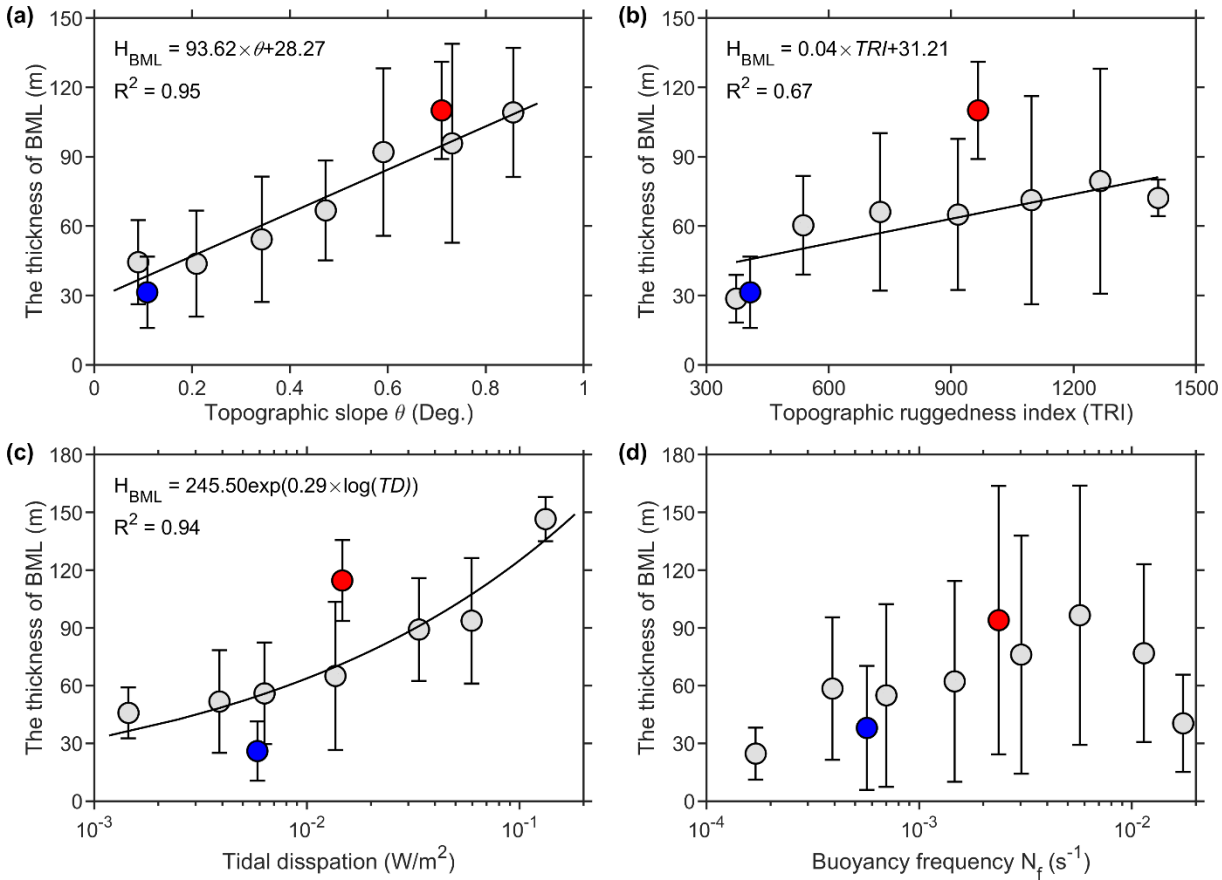 (a)
H_BML = 93.62×θ+28.27
R² = 0.95
The thickness of BML (m)
150
120
90
60
30
0
0 0.2 0.4 0.6 0.8 1
Topographic slope θ (Deg.)
(b)
H_BML = 0.04×TRI+31.21
R² = 0.67
The thickness of BML (m)
150
120
90
60
30
0
300 600 900 1200 1500
Topographic ruggedness index (TRI)
(c)
H_BML = 245.50exp(0.29×log(TD))
R² = 0.94
The thickness of BML (m)
180
150
120
90
60
30
0
10⁻³ 10⁻² 10⁻¹
Tidal disspation (W/m²)
(d)
The thickness of BML (m)
180
150
120
90
60
30
0
10⁻⁴ 10⁻³ 10⁻²
Buoyancy frequency N_f (s⁻¹)